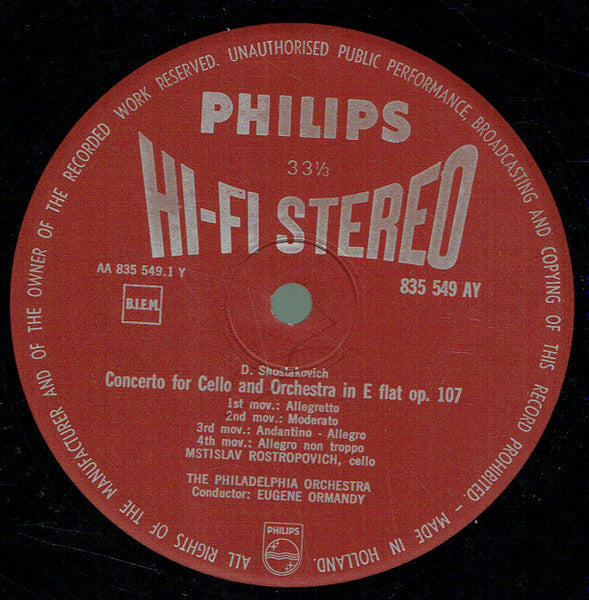 ALL RIGHTS OF THE MANUFACTURER AND OF THE OWNER OF THE RECORDED WORK RESERVED. UNAUTHORISED PUBLIC PERFORMANCE, BROADCASTING AND COPYING OF THIS RECORD PROHIBITED. – MADE IN HOLLAND.
PHILIPS
33⅓
HI-FI STEREO
AA 835 549.1 Y
835 549 AY
B.I.E.M.
D. Shostakovich
Concerto for Cello and Orchestra in E flat op. 107
1st mov.: Allegretto
2nd mov.: Moderato
3rd mov.: Andantino - Allegro
4th mov.: Allegro non troppo
MSTISLAV ROSTROPOVICH, cello
THE PHILADELPHIA ORCHESTRA
Conductor: EUGENE ORMANDY
PHILIPS